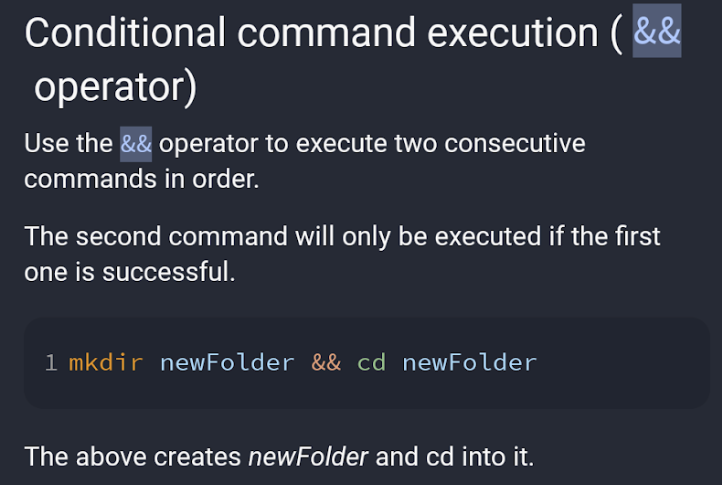 Conditional command execution ( &&
operator)
Use the && operator to execute two consecutive
commands in order.
The second command will only be executed if the first
one is successful.
1 mkdir newFolder && cd newFolder
The above creates newFolder and cd into it.